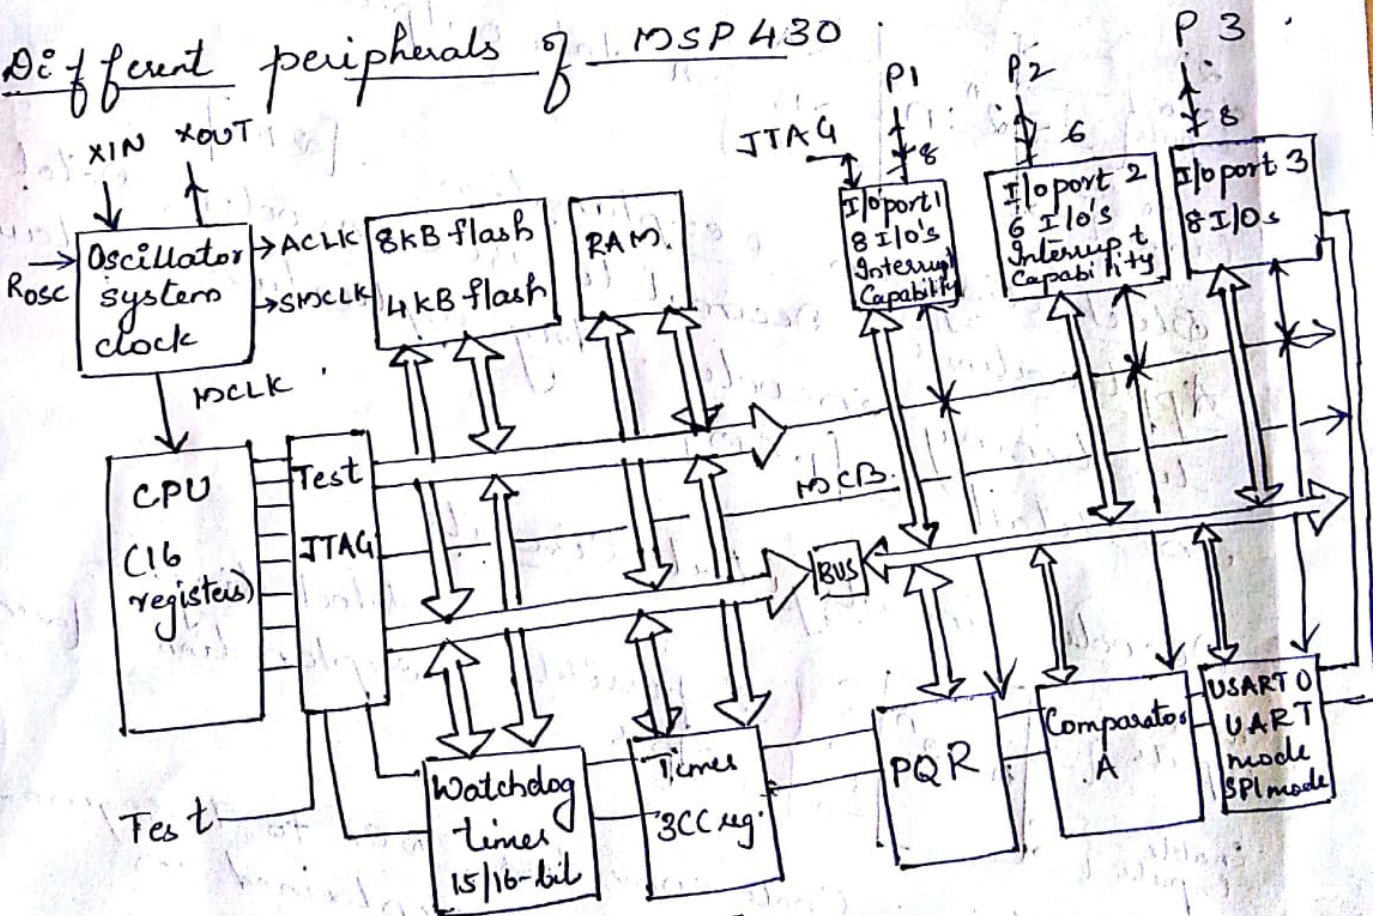 Different peripherals of MSP430
XIN
XOUT
Rosc
Oscillator
system
clock
ACLK
SMCLK
MCLK
8kB flash
4kB flash
RAM.
JTAG
P1
8
I/o port 1
8 I/o's
Interrupt
Capability
P2
6
I/o port 2
6 I/o's
Interrupt
Capability
P3
8
I/o port 3
8 I/Os
CPU
(16
registers)
Test
JTAG
MCB.
BUS
Test
Watchdog
timer
15/16-bit
Timer
3CC reg.
PQR
Comparator
A
USART 0
UART
mode
SPI mode